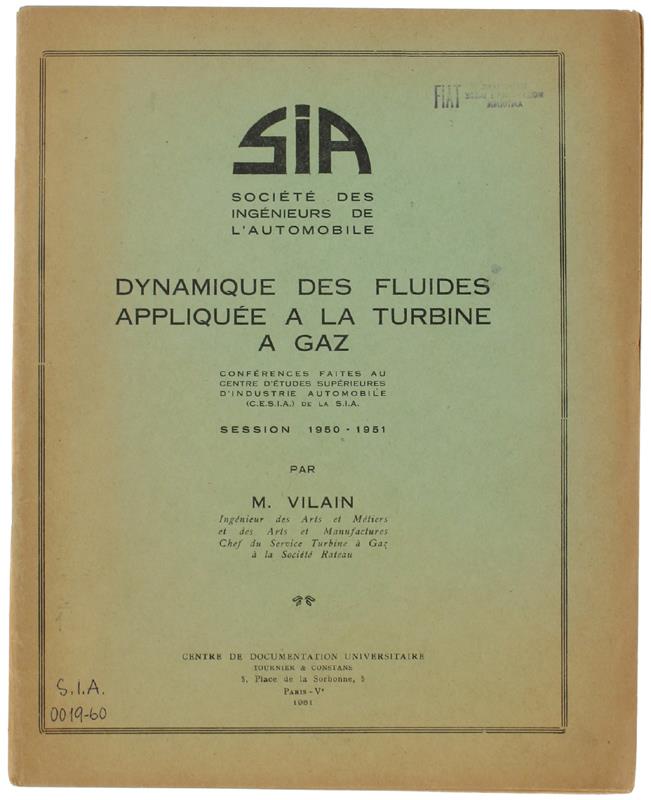 FIAT
SIA
SOCIÉTÉ DES
INGÉNIEURS DE
L'AUTOMOBILE
DYNAMIQUE DES FLUIDES
APPLIQUÉE A LA TURBINE
A GAZ
CONFÉRENCES FAITES AU
CENTRE D'ÉTUDES SUPÉRIEURES
D'INDUSTRIE AUTOMOBILE
(C.E.S.I.A.) DE LA S.I.A.
SESSION 1950-1951
PAR
M. VILAIN
Ingénieur des Arts et Métiers
et des Arts et Manufactures
Chef du Service Turbine à Gaz
à la Société Rateau
CENTRE DE DOCUMENTATION UNIVERSITAIRE
TOURNIER & CONSTANS
5, Place de la Sorbonne, 5
PARIS-Vᵉ
1951
S.I.A.
0019-60